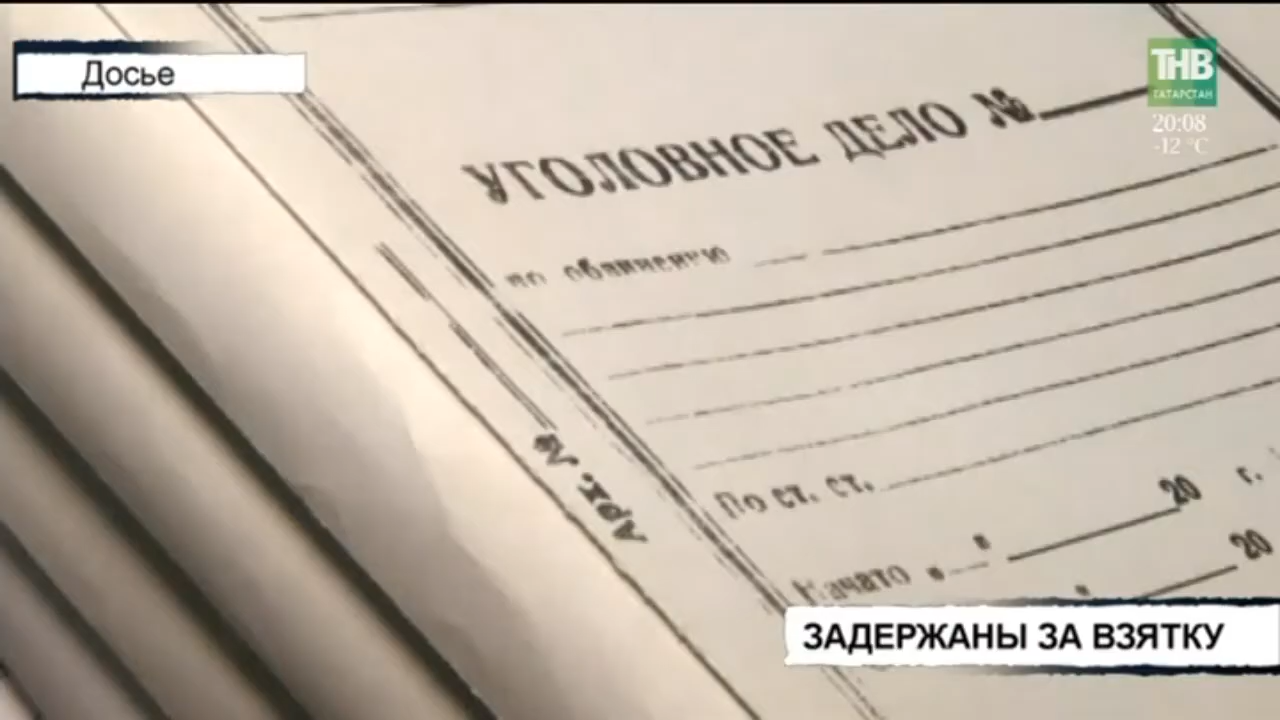 Досье
ТНВ
ТАТАРСТАН
20:08
-12 °C
УГОЛОВНОЕ ДЕЛО №
по обвинению
Арх. №
По ст. ст.
20 г.
Начато " "
20
ЗАДЕРЖАНЫ ЗА ВЗЯТКУ